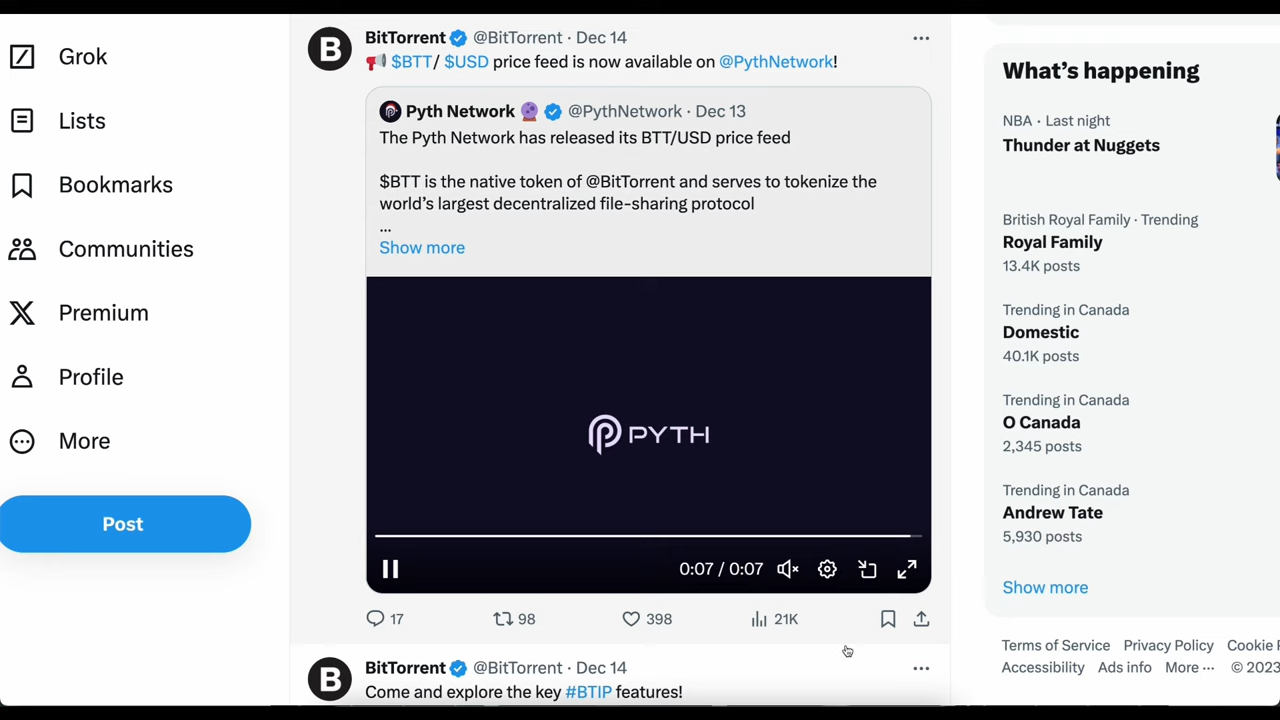 Grok
Lists
Bookmarks
Communities
Premium
Profile
More
Post
B
BitTorrent @BitTorrent · Dec 14
$BTT/ $USD price feed is now available on @PythNetwork!
Pyth Network @PythNetwork · Dec 13
The Pyth Network has released its BTT/USD price feed
$BTT is the native token of @BitTorrent and serves to tokenize the
world's largest decentralized file-sharing protocol
...
Show more
PYTH
0:07 / 0:07
17
98
398
21K
B
BitTorrent @BitTorrent · Dec 14
Come and explore the key #BTIP features!
What's happening
NBA · Last night
Thunder at Nuggets
British Royal Family · Trending
Royal Family
13.4K posts
Trending in Canada
Domestic
40.1K posts
Trending in Canada
O Canada
2,345 posts
Trending in Canada
Andrew Tate
5,930 posts
Show more
Terms of Service Privacy Policy Cookie
Accessibility Ads info More ··· © 2023